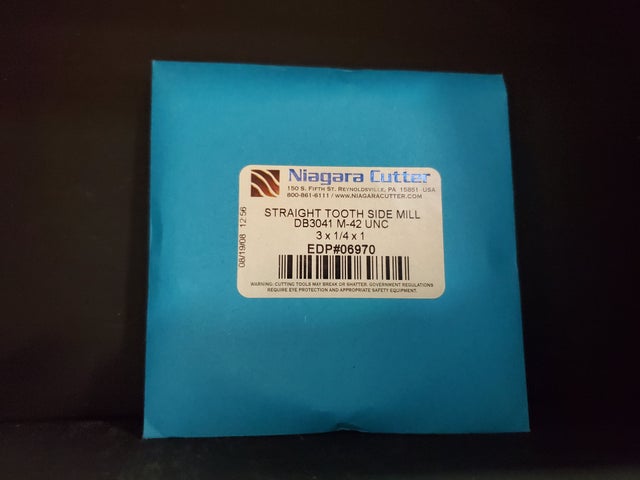 Niagara Cutter
150 S. FIFTH ST. REYNOLDSVILLE, PA 15851 USA
800-861-6111 / WWW.NIAGARACUTTER.COM
08/19/08 12:56
STRAIGHT TOOTH SIDE MILL
DB3041 M-42 UNC
3 x 1/4 x 1
EDP#06970
WARNING: CUTTING TOOLS MAY BREAK OR SHATTER. GOVERNMENT REGULATIONS
REQUIRE EYE PROTECTION AND APPROPRIATE SAFETY EQUIPMENT.